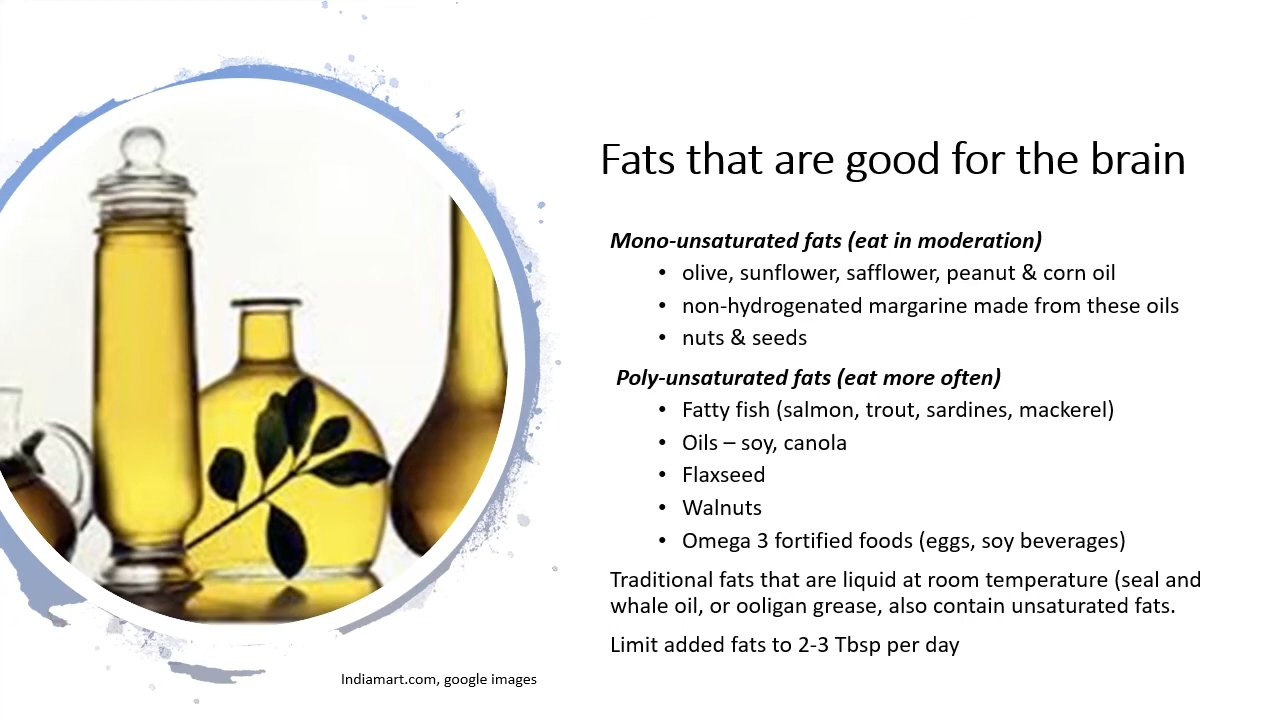 Fats that are good for the brain
Mono-unsaturated fats (eat in moderation)
• olive, sunflower, safflower, peanut & corn oil
• non-hydrogenated margarine made from these oils
• nuts & seeds
Poly-unsaturated fats (eat more often)
• Fatty fish (salmon, trout, sardines, mackerel)
• Oils – soy, canola
• Flaxseed
• Walnuts
• Omega 3 fortified foods (eggs, soy beverages)
Traditional fats that are liquid at room temperature (seal and
whale oil, or ooligan grease, also contain unsaturated fats.
Limit added fats to 2-3 Tbsp per day
Indiamart.com, google images